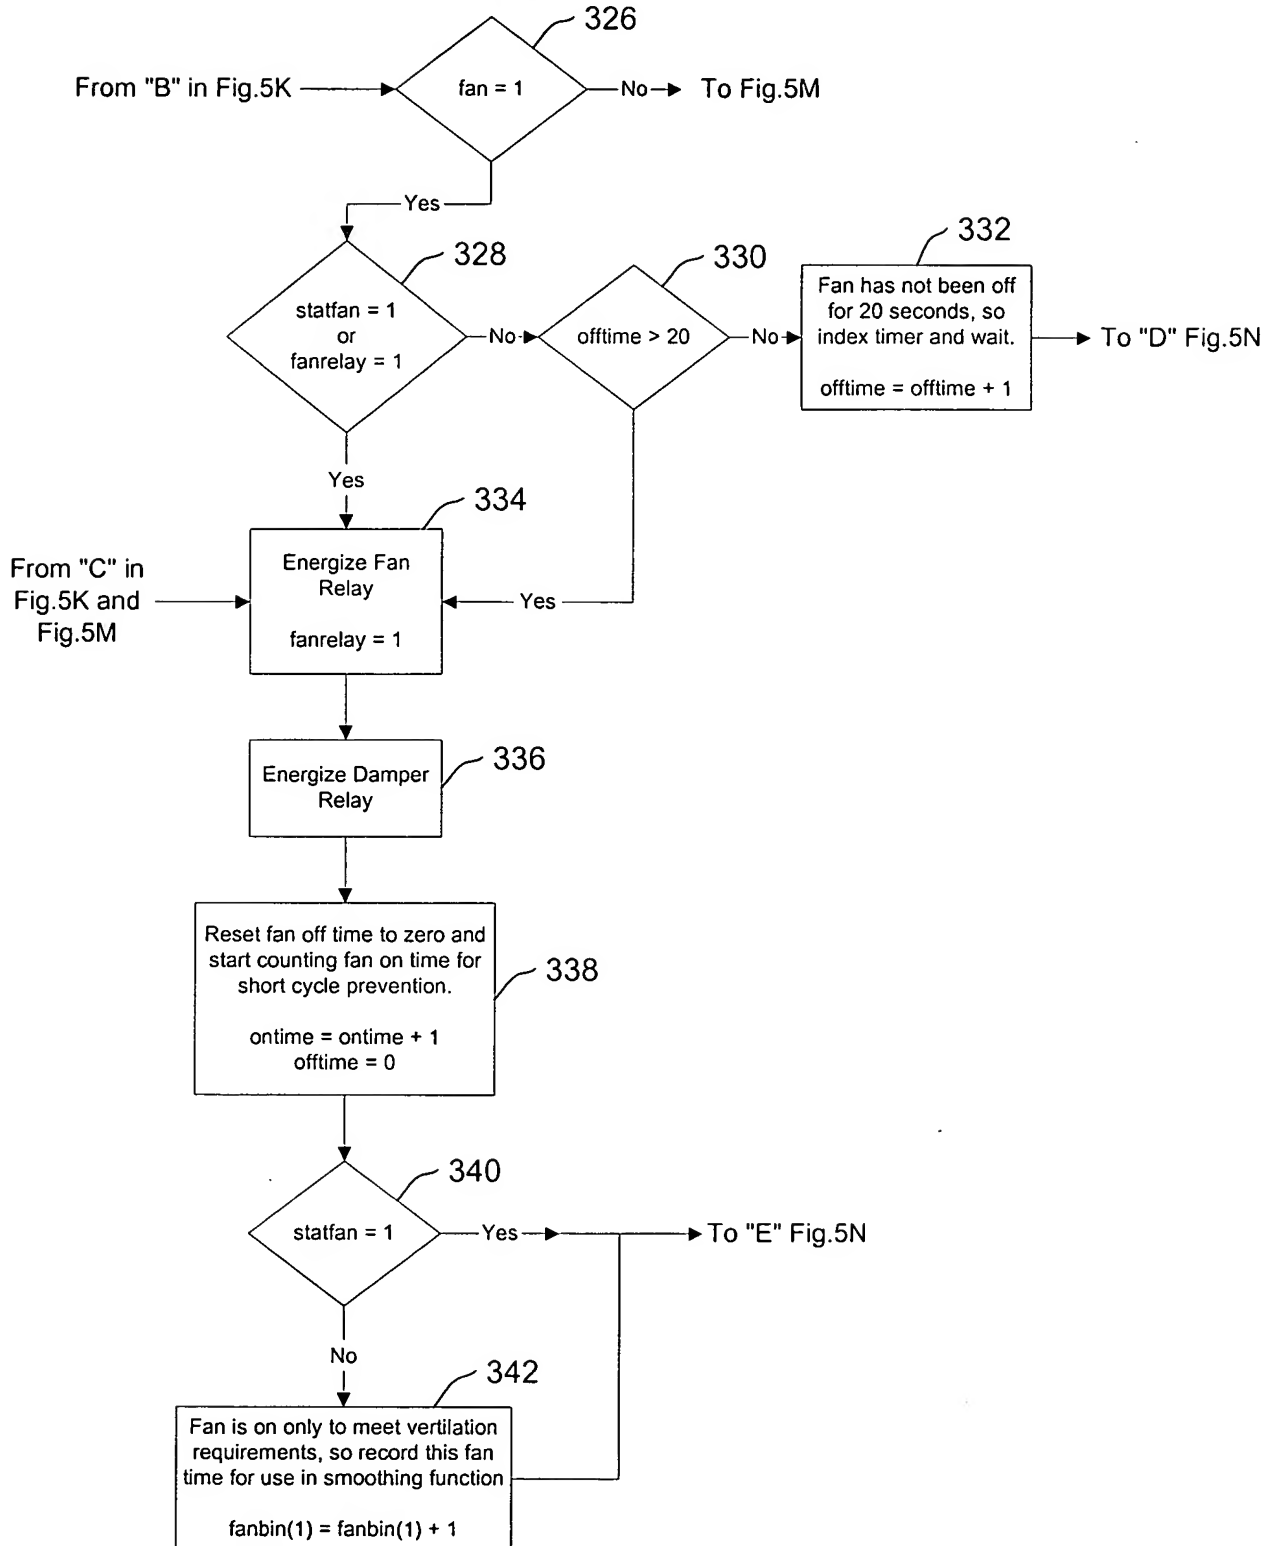 326
From "B" in Fig.5K
fan = 1
No
To Fig.5M
Yes
328
statfan = 1
or
fanrelay = 1
No
330
offtime > 20
No
332
Fan has not been off
for 20 seconds, so
index timer and wait.
offtime = offtime + 1
To "D" Fig.5N
Yes
334
From "C" in
Fig.5K and
Fig.5M
Energize Fan
Relay
fanrelay = 1
Yes
336
Energize Damper
Relay
338
Reset fan off time to zero and
start counting fan on time for
short cycle prevention.
ontime = ontime + 1
offtime = 0
340
statfan = 1
Yes
To "E" Fig.5N
No
342
Fan is on only to meet vertilation
requirements, so record this fan
time for use in smoothing function
fanbin(1) = fanbin(1) + 1